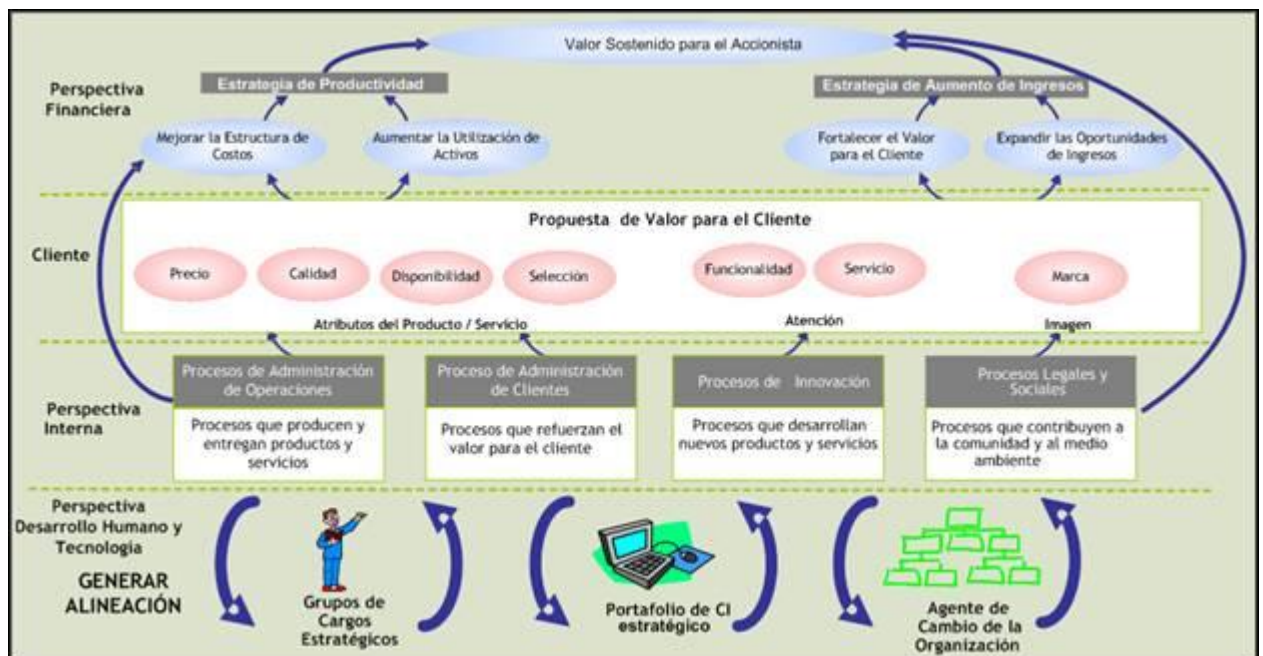 Valor Sostenido para el Accionista
Perspectiva
Financiera
Estrategia de Productividad
Estrategia de Aumento de Ingresos
Mejorar la Estructura de
Costos
Aumentar la Utilización de
Activos
Fortalecer el Valor
para el Cliente
Expandir las Oportunidades
de Ingresos
Cliente
Propuesta de Valor para el Cliente
Precio
Calidad
Disponibilidad
Selección
Funcionalidad
Servicio
Marca
Atributos del Producto / Servicio
Atención
Imagen
Perspectiva
Interna
Procesos de Administración
de Operaciones
Procesos que producen y
entregan productos y
servicios
Proceso de Administración
de Clientes
Procesos que refuerzan el
valor para el cliente
Procesos de Innovación
Procesos que desarrollan
nuevos productos y servicios
Procesos Legales y
Sociales
Procesos que contribuyen a
la comunidad y al medio
ambiente
Perspectiva
Desarrollo Humano y
Tecnología
GENERAR
ALINEACIÓN
Grupos de
Cargos
Estratégicos
Portafolio de CI
estratégico
Agente de
Cambio de la
Organización